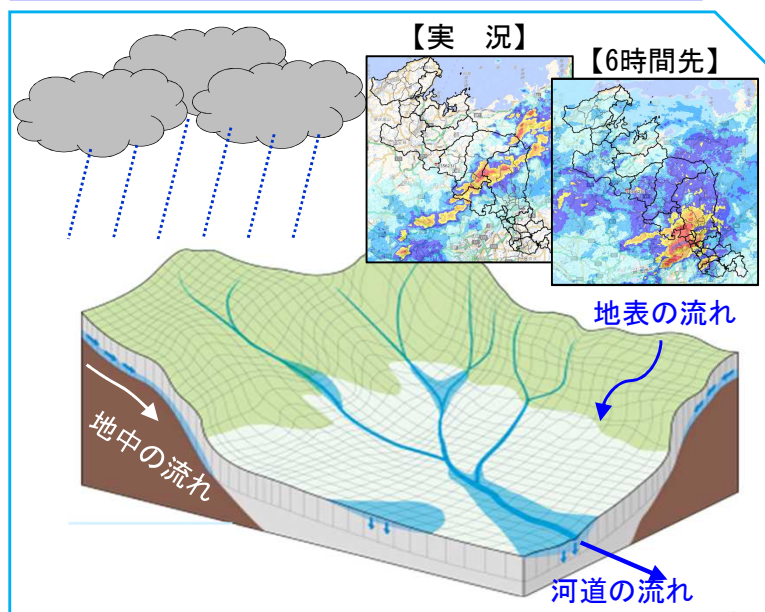 【実　況】
【6時間先】
地表の流れ
地中の流れ
河道の流れ